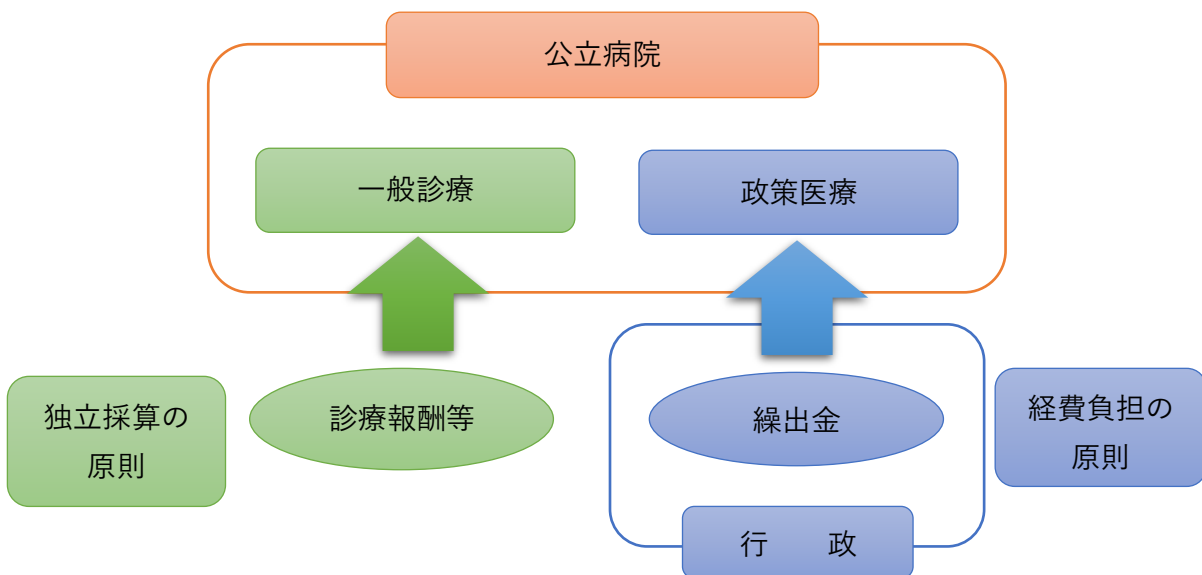 公立病院
一般診療
政策医療
独立採算の
原則
診療報酬等
繰出金
経費負担の
原則
行　　政